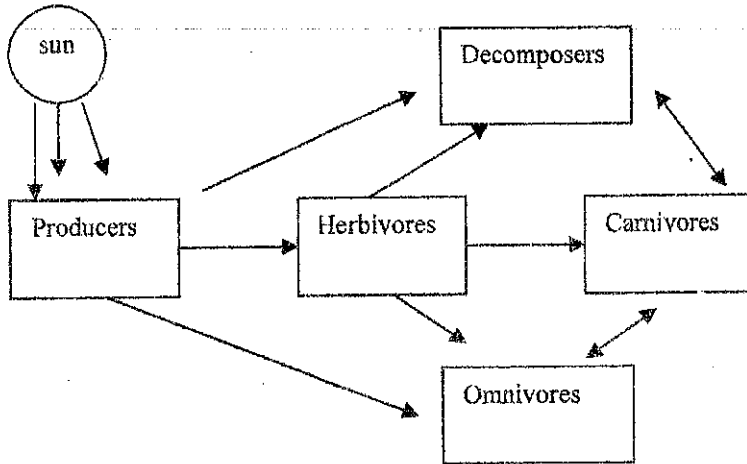 sun
Decomposers
Producers
Herbivores
Carnivores
Omnivores